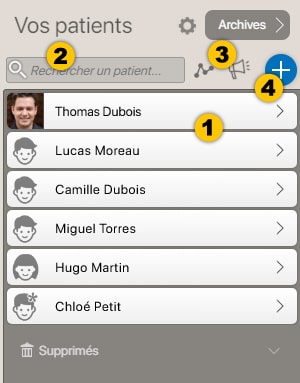 Vos patients
Archives
2
3
Rechercher un patient...
4
Thomas Dubois
1
Lucas Moreau
Camille Dubois
Miguel Torres
Hugo Martin
Chloé Petit
Supprimés